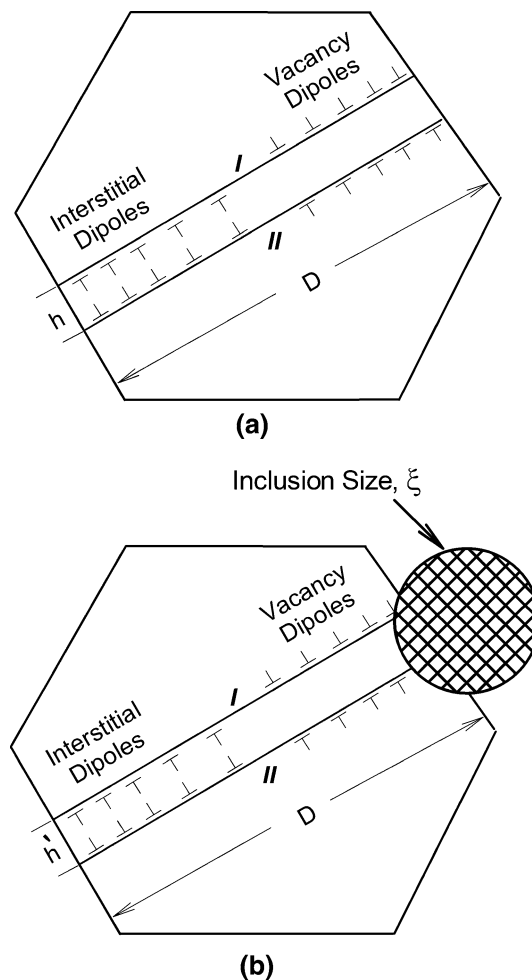 Vacancy
Dipoles
I
Interstitial
Dipoles
II
h
D
(a)
Inclusion Size, ξ
Vacancy
Dipoles
I
Interstitial
Dipoles
II
h'
D
(b)